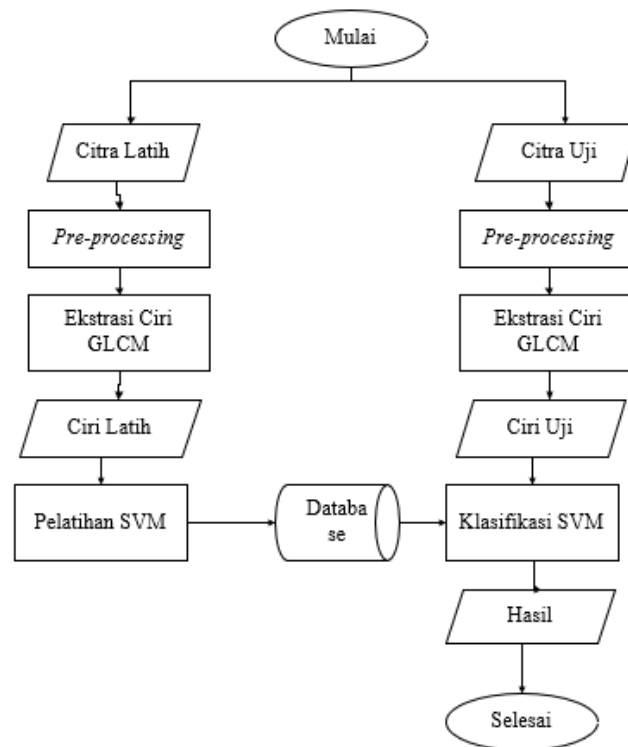 Mulai
Citra Latih
Citra Uji
Pre-processing
Pre-processing
Ekstrasi Ciri
GLCM
Ekstrasi Ciri
GLCM
Ciri Latih
Ciri Uji
Pelatihan SVM
Databa
se
Klasifikasi SVM
Hasil
Selesai